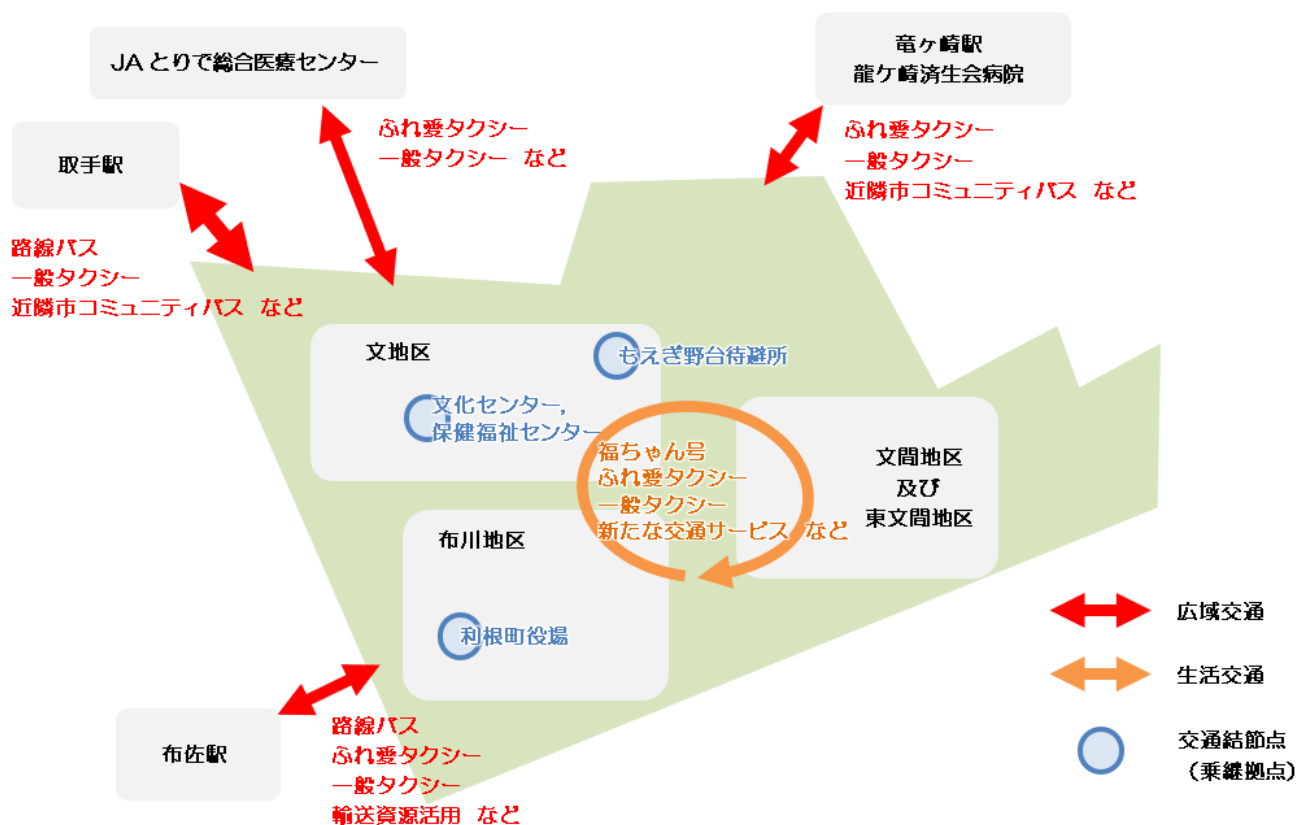 JAとりで総合医療センター
竜ヶ崎駅
龍ケ崎済生会病院
取手駅
ふれ愛タクシー
一般タクシー など
ふれ愛タクシー
一般タクシー
近隣市コミュニティバス など
路線バス
一般タクシー
近隣市コミュニティバス など
文地区
もえぎ野台待避所
文化センター,
保健福祉センター
福ちゃん号
ふれ愛タクシー
一般タクシー
新たな交通サービス など
文間地区
及び
東文間地区
布川地区
利根町役場
布佐駅
路線バス
ふれ愛タクシー
一般タクシー
輸送資源活用 など
広域交通
生活交通
交通結節点
（乗継拠点）